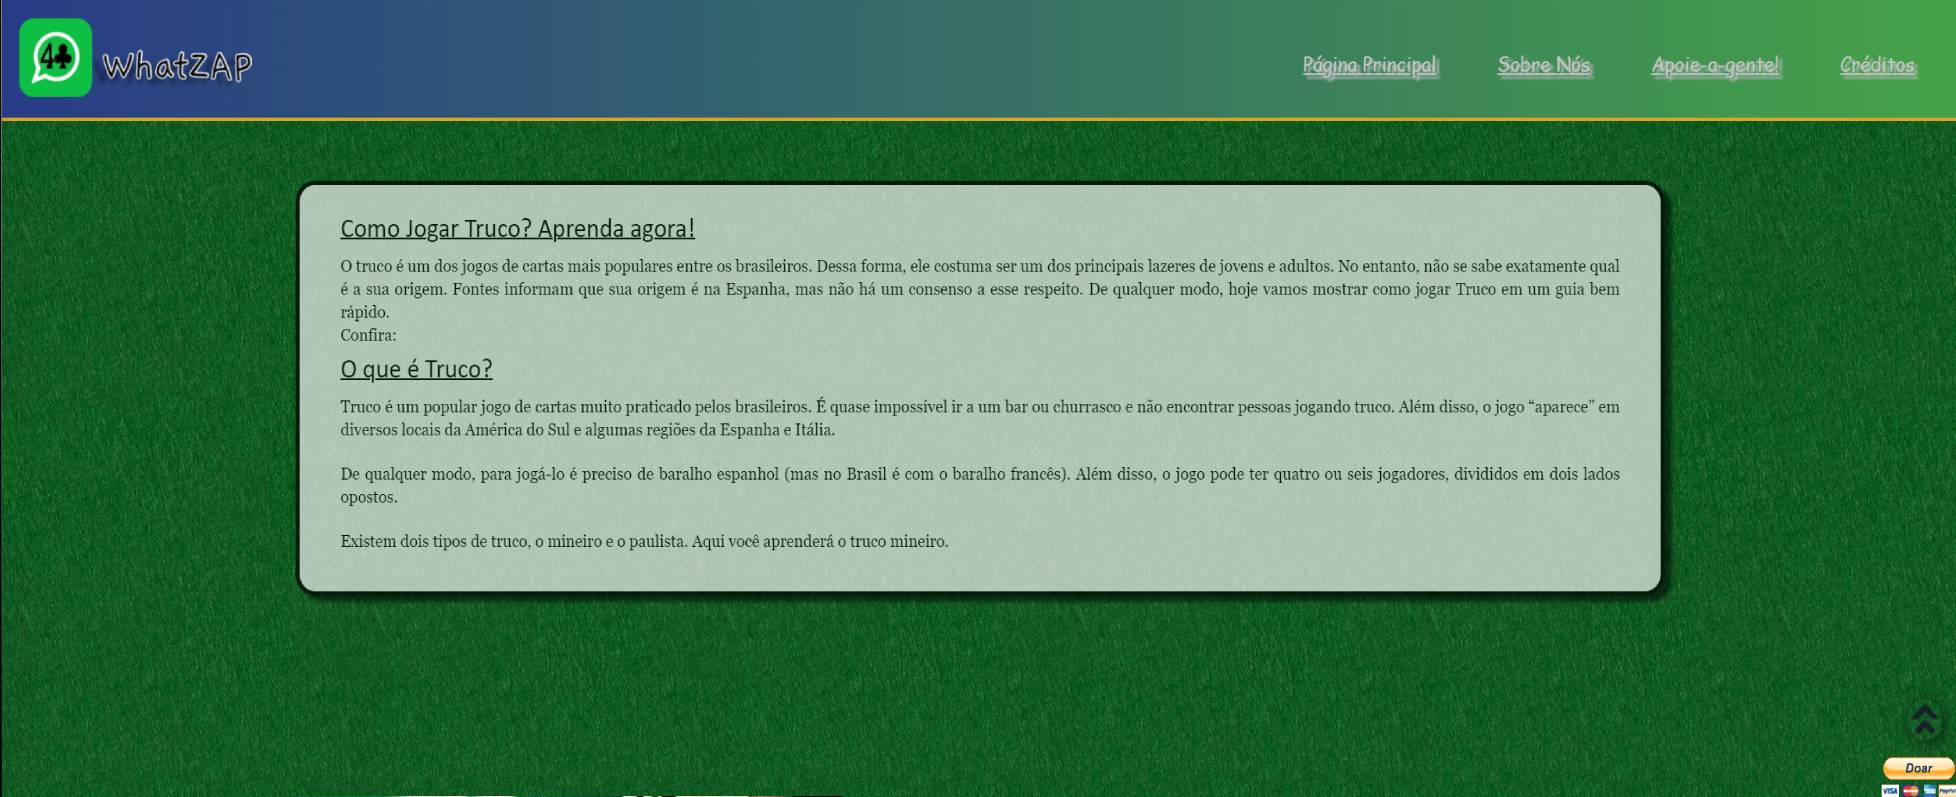 4♣ WhatZAP
Página Principal Sobre Nós Apoie-a-gente! Créditos
Como Jogar Truco? Aprenda agora!
O truco é um dos jogos de cartas mais populares entre os brasileiros. Dessa forma, ele costuma ser um dos principais lazeres de jovens e adultos. No entanto, não se sabe exatamente qual
é a sua origem. Fontes informam que sua origem é na Espanha, mas não há um consenso a esse respeito. De qualquer modo, hoje vamos mostrar como jogar Truco em um guia bem
rápido.
Confira:
O que é Truco?
Truco é um popular jogo de cartas muito praticado pelos brasileiros. É quase impossível ir a um bar ou churrasco e não encontrar pessoas jogando truco. Além disso, o jogo “aparece” em
diversos locais da América do Sul e algumas regiões da Espanha e Itália.
De qualquer modo, para jogá-lo é preciso de baralho espanhol (mas no Brasil é com o baralho francês). Além disso, o jogo pode ter quatro ou seis jogadores, divididos em dois lados
opostos.
Existem dois tipos de truco, o mineiro e o paulista. Aqui você aprenderá o truco mineiro.
Doar
VISA